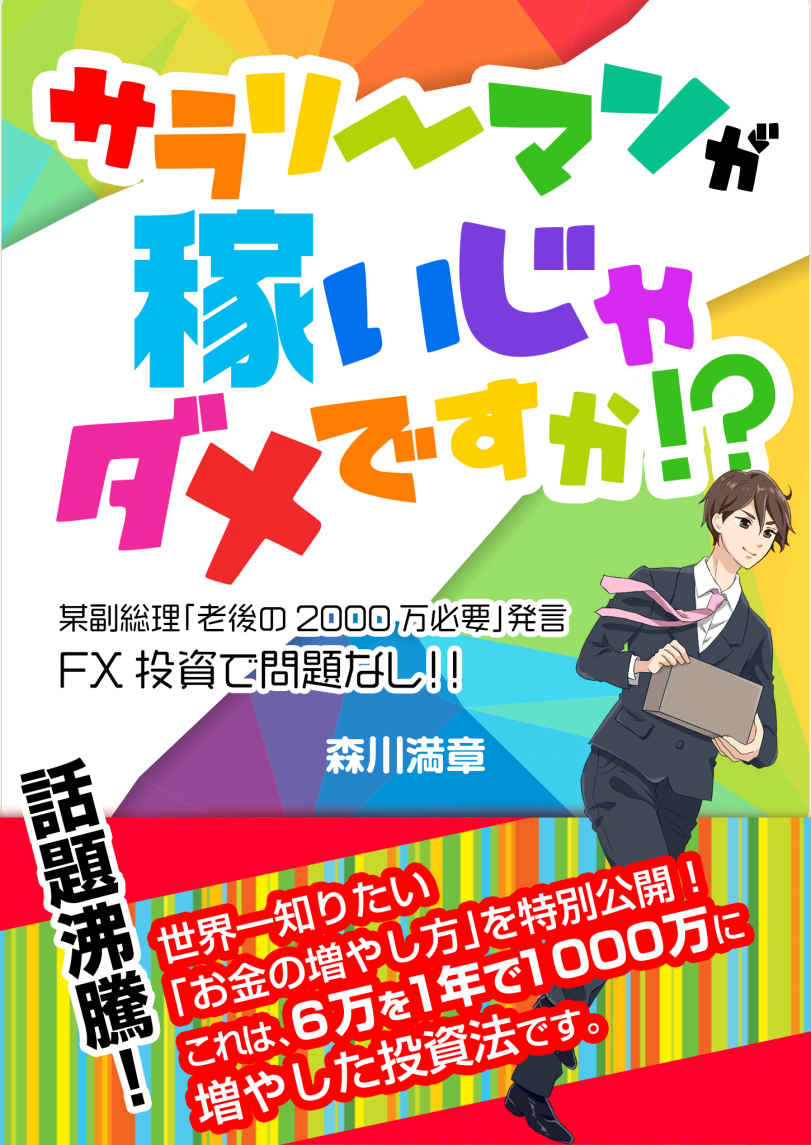 サラリーマンが
稼いじゃ
ダメですか!?
某副総理「老後の2000万必要」発言
FX投資で問題なし!!
森川満章
話題沸騰!
世界一知りたい
「お金の増やし方」を特別公開!
これは、6万を1年で1000万に
増やした投資法です。